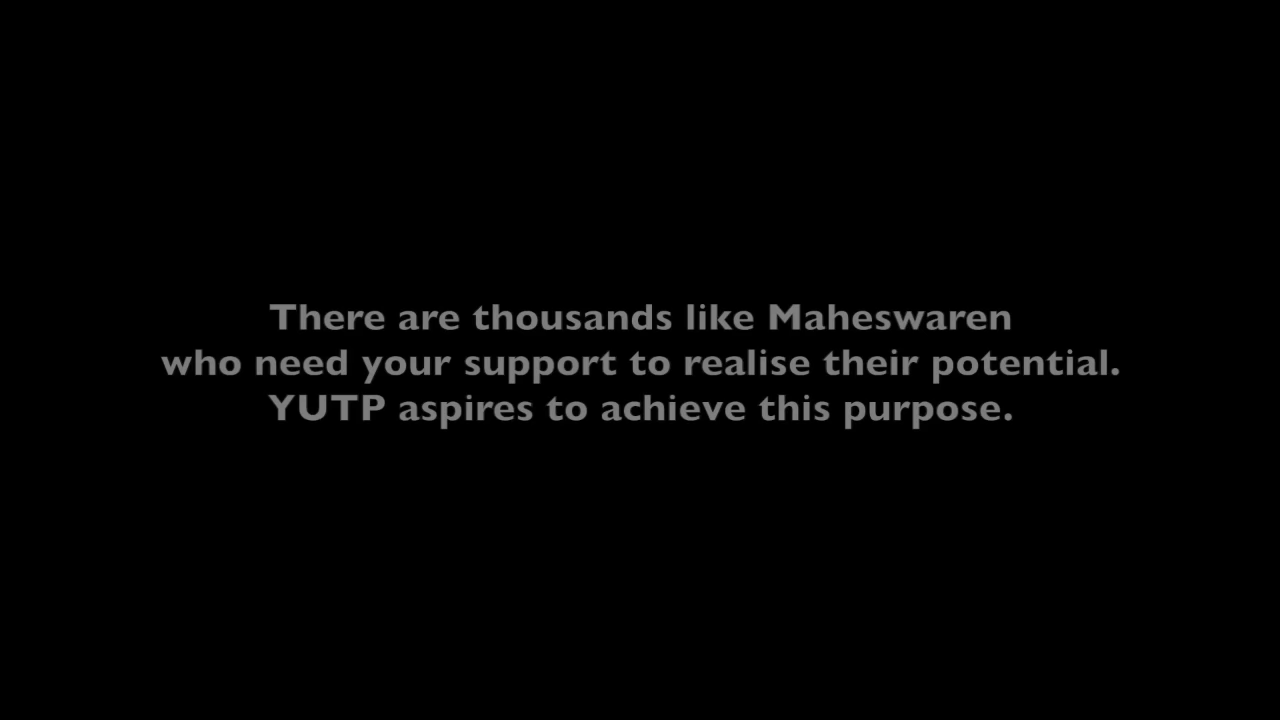 There are thousands like Maheswaren
who need your support to realise their potential.
YUTP aspires to achieve this purpose.